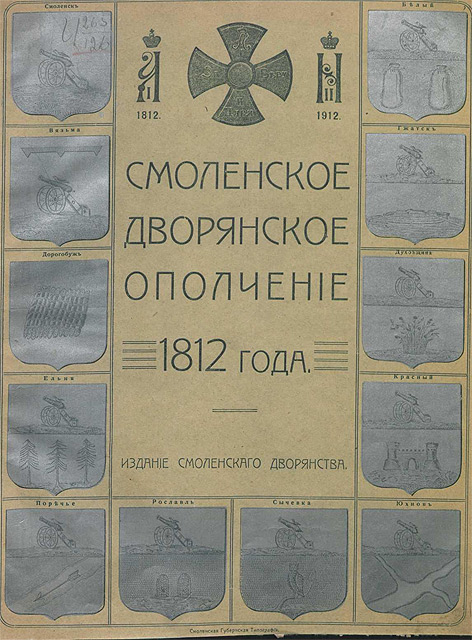 Смоленскъ
Бѣлый
1812.
1912.
Вязьма
Гжатскъ
СМОЛЕНСКОЕ
ДВОРЯНСКОЕ
ОПОЛЧЕНІЕ
1812 ГОДА.
Дорогобужъ
Духовщина
Ельня
Красный
ИЗДАНІЕ СМОЛЕНСКАГО ДВОРЯНСТВА.
Порѣчье
Рославль
Сычевка
Юхновъ
Смоленская Губернская Типографія.